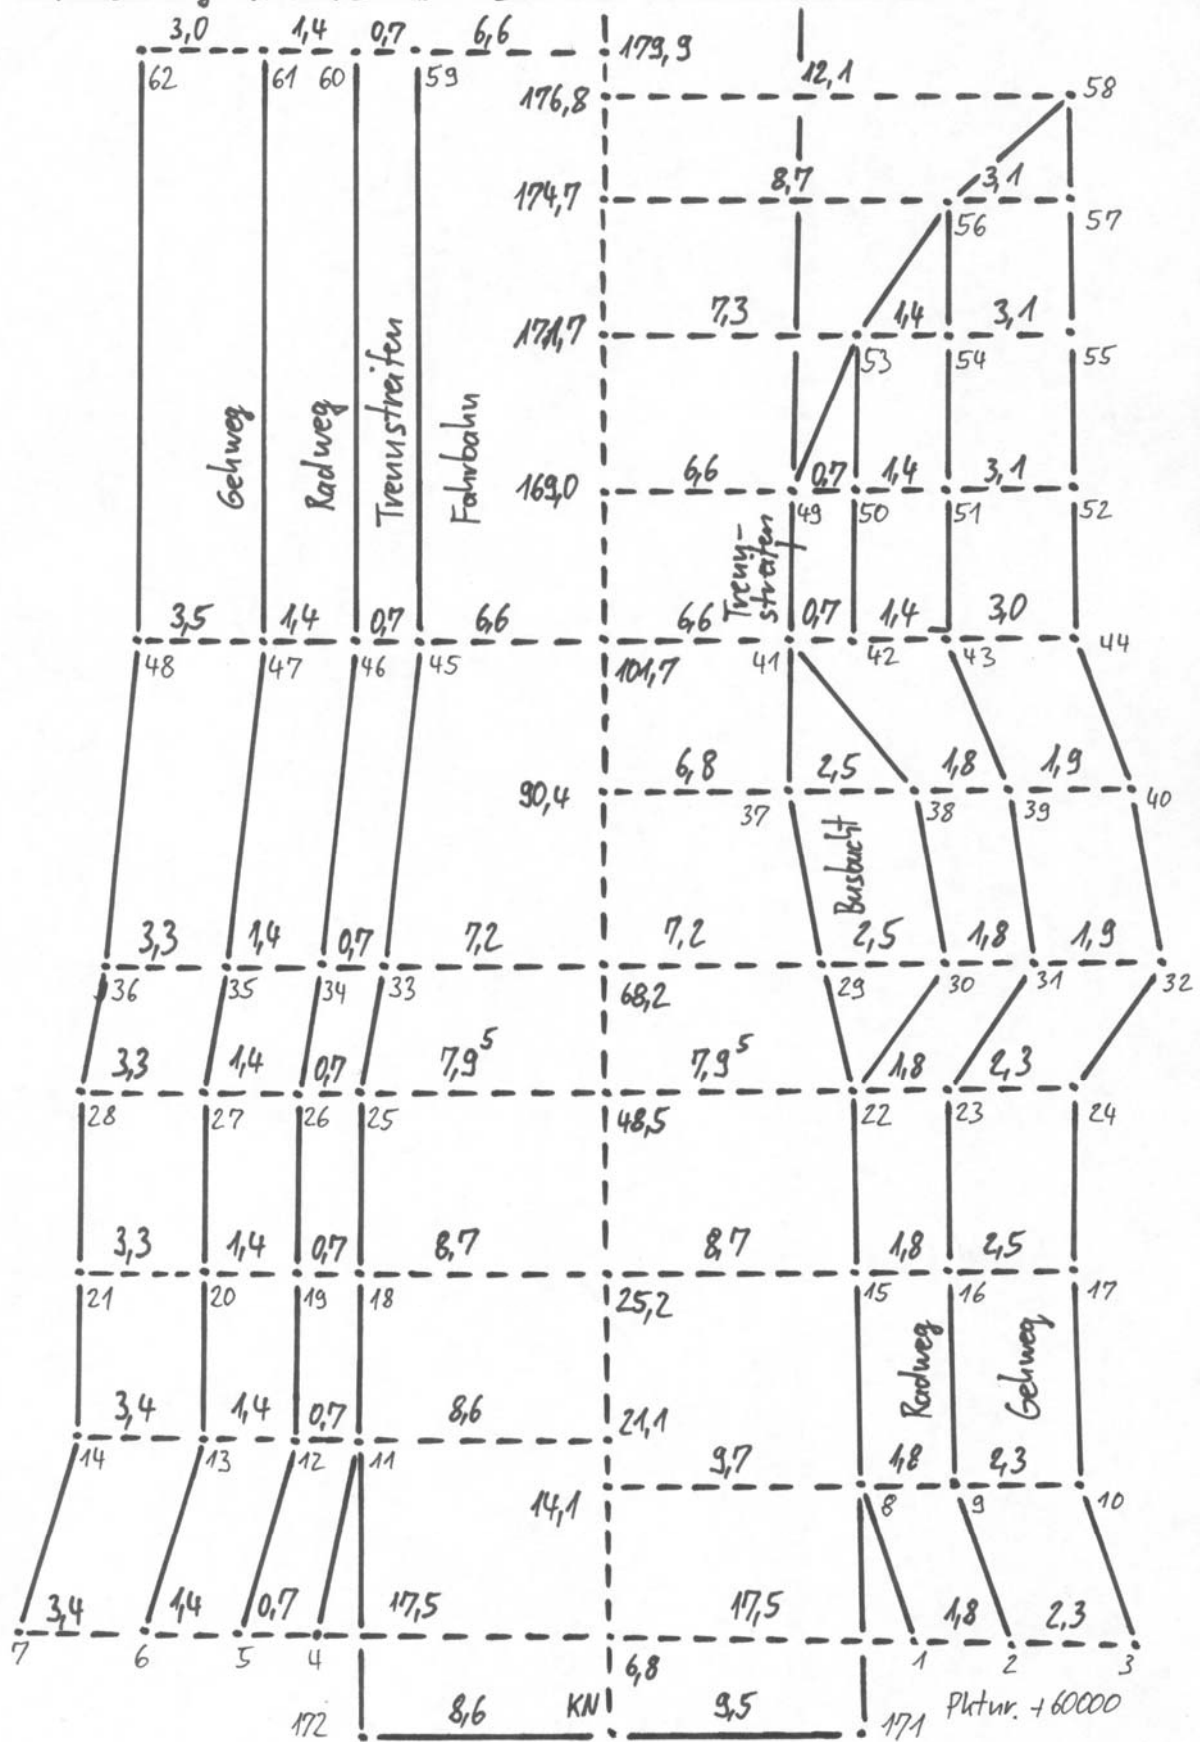 3,0 1,4 0,7 6,6 179,9
62 61 60 59 12,1
176,8 58
174,7 8,7 3,1
56 57
171,7 7,3 1,4 3,1
53 54 55
Gehweg Radweg Trennstreifen Fahrbahn
169,0 6,6 0,7 1,4 3,1
49 50 51 52
Trenn-
streifen
3,5 1,4 0,7 6,6 6,6 0,7 1,4 3,0
48 47 46 45 101,7 41 42 43 44
90,4 6,8 2,5 1,8 1,9
37 38 39 40
Busbucht
3,3 1,4 0,7 7,2 7,2 2,5 1,8 1,9
36 35 34 33 68,2 29 30 31 32
3,3 1,4 0,7 7,9⁵ 7,9⁵ 1,8 2,3
28 27 26 25 48,5 22 23 24
3,3 1,4 0,7 8,7 8,7 1,8 2,5
21 20 19 18 25,2 15 16 17
Radweg Gehweg
3,4 1,4 0,7 8,6 21,1
14 13 12 11
9,7 1,8 2,3
14,1 8 9 10
3,4 1,4 0,7 17,5 17,5 1,8 2,3
7 6 5 4 6,8 1 2 3
172 8,6 KN 9,5 171 Pktnr. +60000